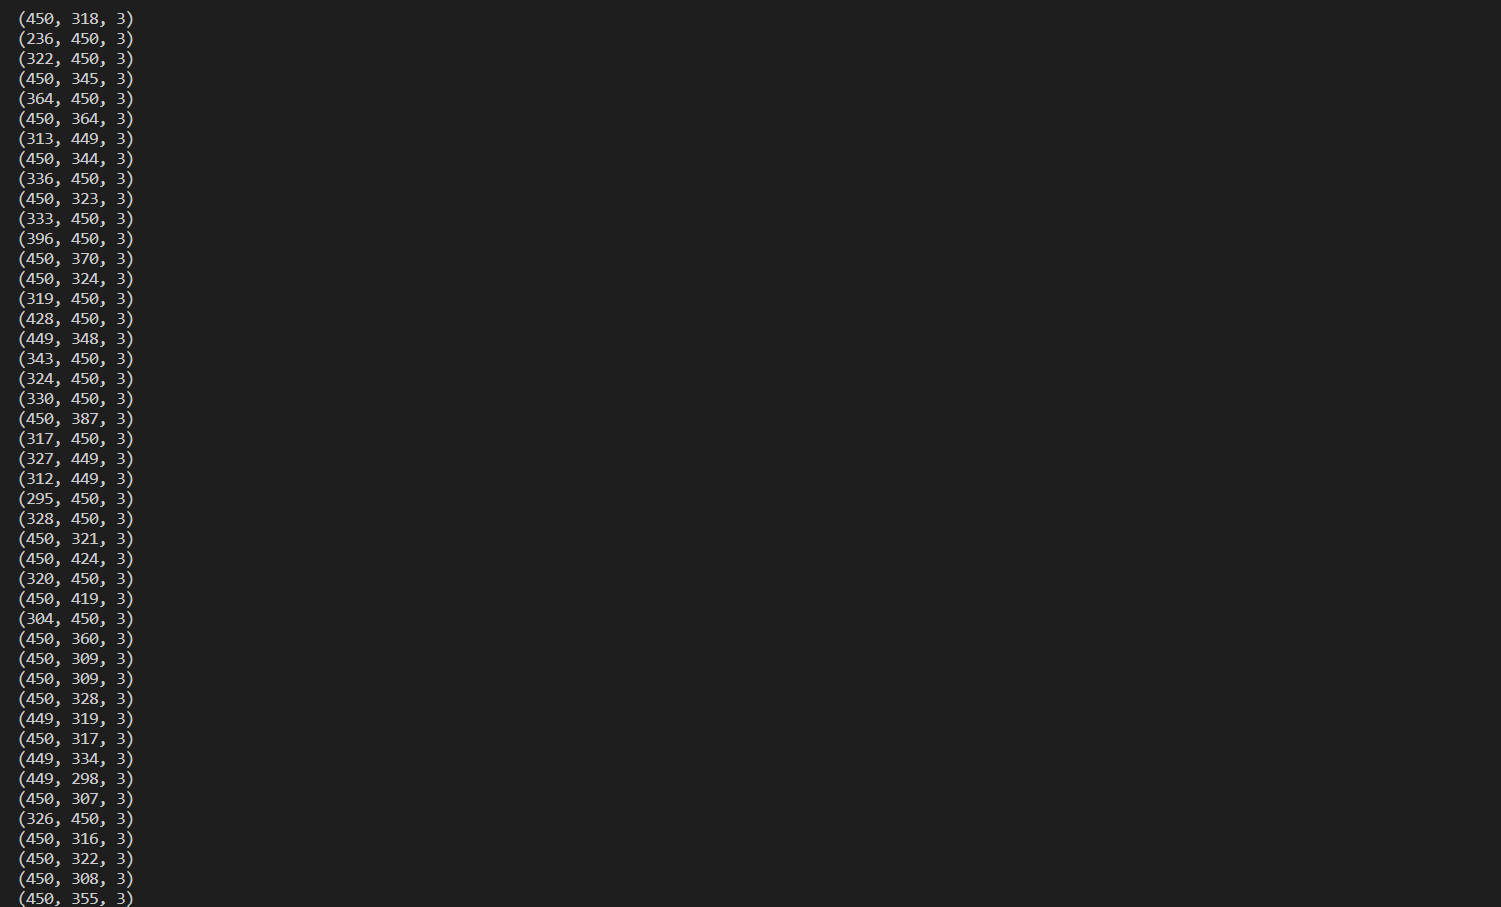 (450, 318, 3)
(236, 450, 3)
(322, 450, 3)
(450, 345, 3)
(364, 450, 3)
(450, 364, 3)
(313, 449, 3)
(450, 344, 3)
(336, 450, 3)
(450, 323, 3)
(333, 450, 3)
(396, 450, 3)
(450, 370, 3)
(450, 324, 3)
(319, 450, 3)
(428, 450, 3)
(449, 348, 3)
(343, 450, 3)
(324, 450, 3)
(330, 450, 3)
(450, 387, 3)
(317, 450, 3)
(327, 449, 3)
(312, 449, 3)
(295, 450, 3)
(328, 450, 3)
(450, 321, 3)
(450, 424, 3)
(320, 450, 3)
(450, 419, 3)
(304, 450, 3)
(450, 360, 3)
(450, 309, 3)
(450, 309, 3)
(450, 328, 3)
(449, 319, 3)
(450, 317, 3)
(449, 334, 3)
(449, 298, 3)
(450, 307, 3)
(326, 450, 3)
(450, 316, 3)
(450, 322, 3)
(450, 308, 3)
(450, 355, 3)